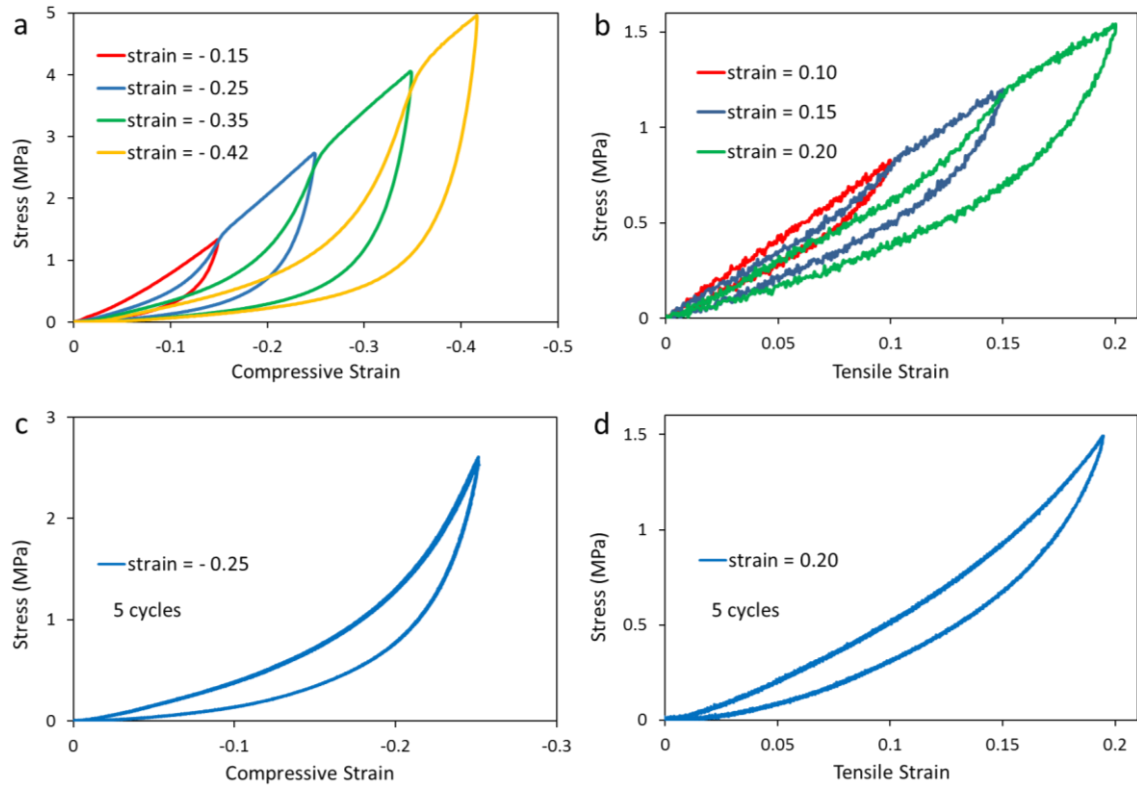 a
5
4
3
2
1
0
Stress (MPa)
strain = - 0.15
strain = - 0.25
strain = - 0.35
strain = - 0.42
0
-0.1
-0.2
-0.3
-0.4
-0.5
Compressive Strain
b
1.5
1
0.5
0
Stress (MPa)
strain = 0.10
strain = 0.15
strain = 0.20
0
0.05
0.1
0.15
0.2
Tensile Strain
c
3
2
1
0
Stress (MPa)
strain = - 0.25
5 cycles
0
-0.1
-0.2
-0.3
Compressive Strain
d
1.5
1
0.5
0
Stress (MPa)
strain = 0.20
5 cycles
0
0.05
0.1
0.15
0.2
Tensile Strain